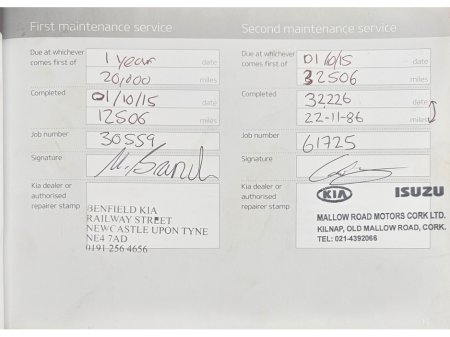 First maintenance service
Due at whichever
comes first of
1 year
date
20,000
miles
Completed
01/10/15
date
12506
miles
Job number
30559
Signature
Kia dealer or
authorised
repairer stamp
BENFIELD KIA
RAILWAY STREET
NEWCASTLE UPON TYNE
NE4 7AD
0191 256 4656
Second maintenance service
Due at whichever
comes first of
01/10/15
date
32506
miles
Completed
32226
date
22-11-86
miles
Job number
61725
Signature
Kia dealer or
authorised
repairer stamp
KIA ISUZU
MALLOW ROAD MOTORS CORK LTD.
KILNAP, OLD MALLOW ROAD, CORK.
TEL: 021-4392066